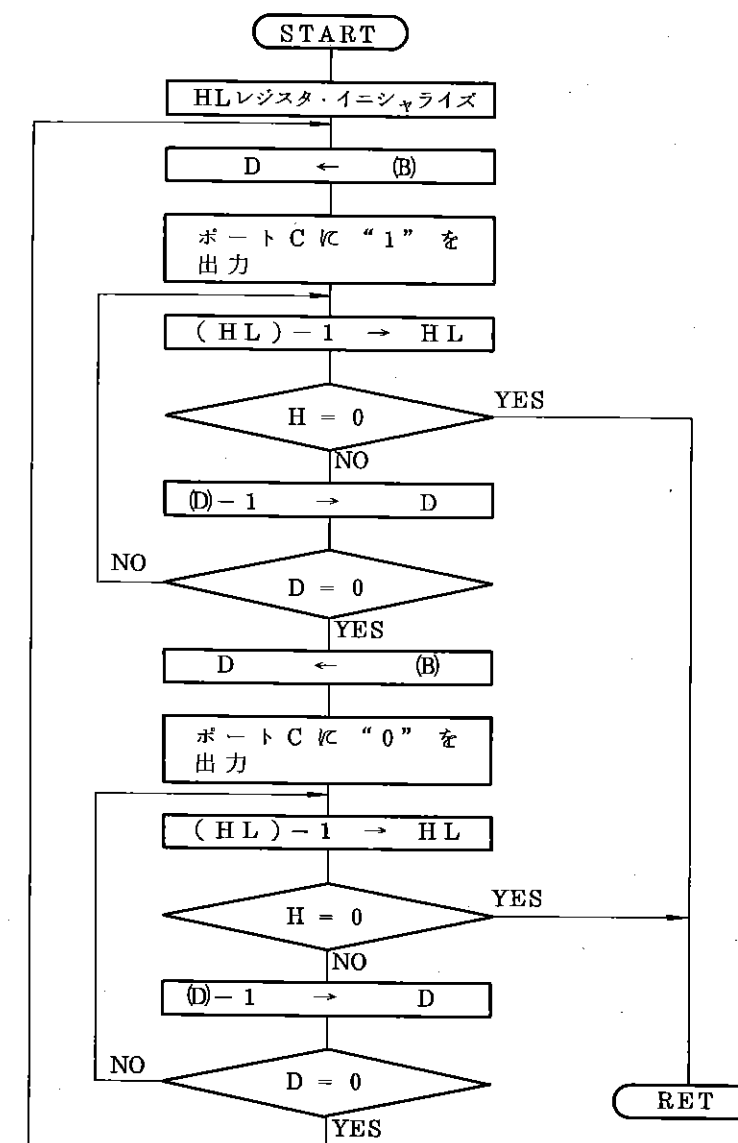 START
HLレジスタ・イニシャライズ
D ← (B)
ポートCに “1” を
出力
(HL)-1 → HL
H = 0
YES
NO
(D)-1 → D
NO
D = 0
YES
D ← (B)
ポートCに “0” を
出力
(HL)-1 → HL
H = 0
YES
NO
(D)-1 → D
NO
D = 0
YES
RET